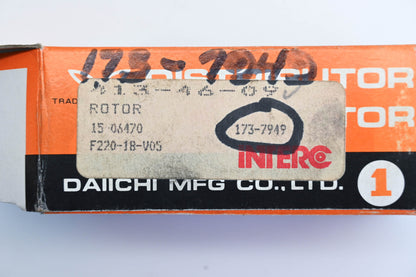 173-7949
DISTRIBUTOR
TRAD
113-46-09
ROTOR
ROTOR
15 06470
173-7949
F220-18-V05
INTERC
DAIICHI MFG CO.,LTD.
1